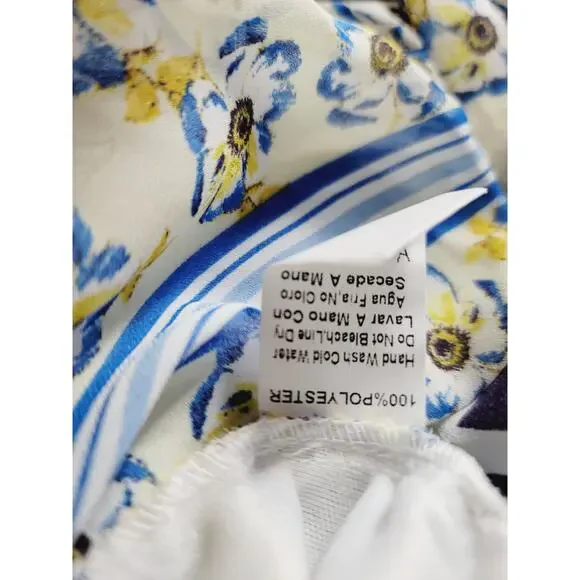 100%POLYESTER
Hand Wash Cold Water
Do Not Bleach,Line Dry
Lavar A Mano Con
Agua Fria,No Cloro
Secade A Mano
A